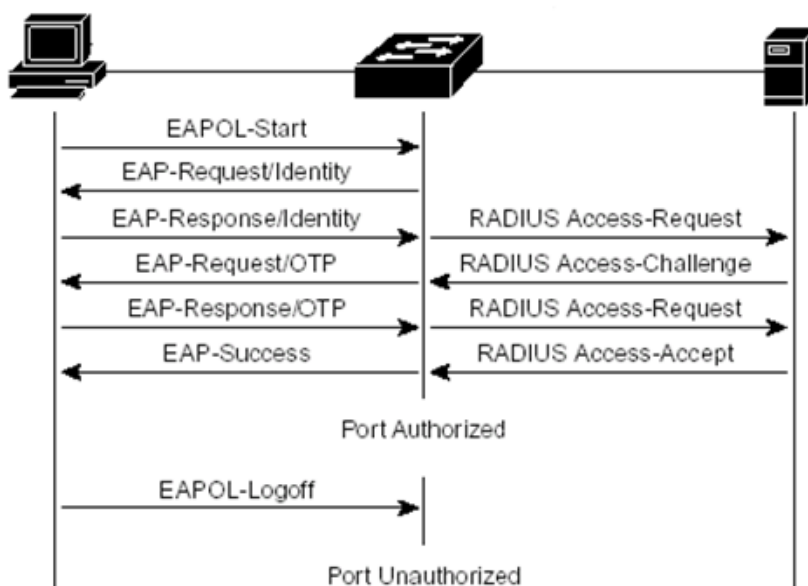 EAPOL-Start
EAP-Request/Identity
EAP-Response/Identity
RADIUS Access-Request
EAP-Request/OTP
RADIUS Access-Challenge
EAP-Response/OTP
RADIUS Access-Request
EAP-Success
RADIUS Access-Accept
Port Authorized
EAPOL-Logoff
Port Unauthorized